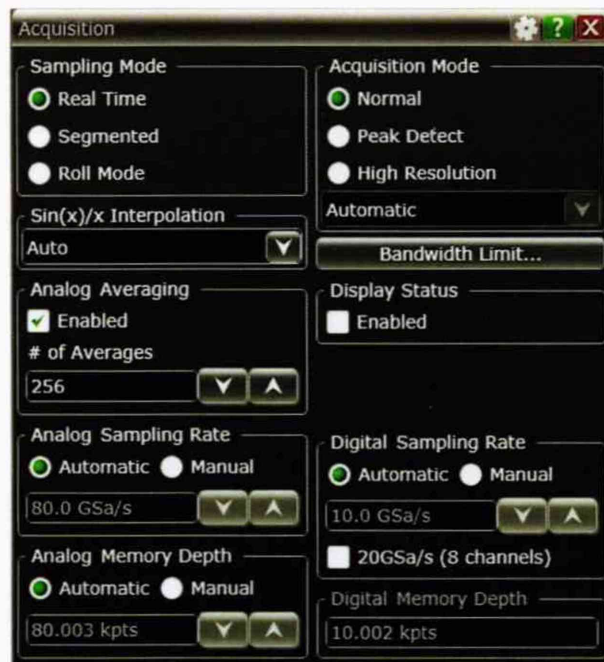 Acquisition
?
X
Sampling Mode
Real Time
Segmented
Roll Mode
Acquisition Mode
Normal
Peak Detect
High Resolution
Automatic
Sin(x)/x Interpolation
Auto
Bandwidth Limit...
Analog Averaging
Enabled
# of Averages
256
Display Status
Enabled
Analog Sampling Rate
Automatic
Manual
80.0 GSa/s
Digital Sampling Rate
Automatic
Manual
10.0 GSa/s
20GSa/s (8 channels)
Analog Memory Depth
Automatic
Manual
80.003 kpts
Digital Memory Depth
10.002 kpts